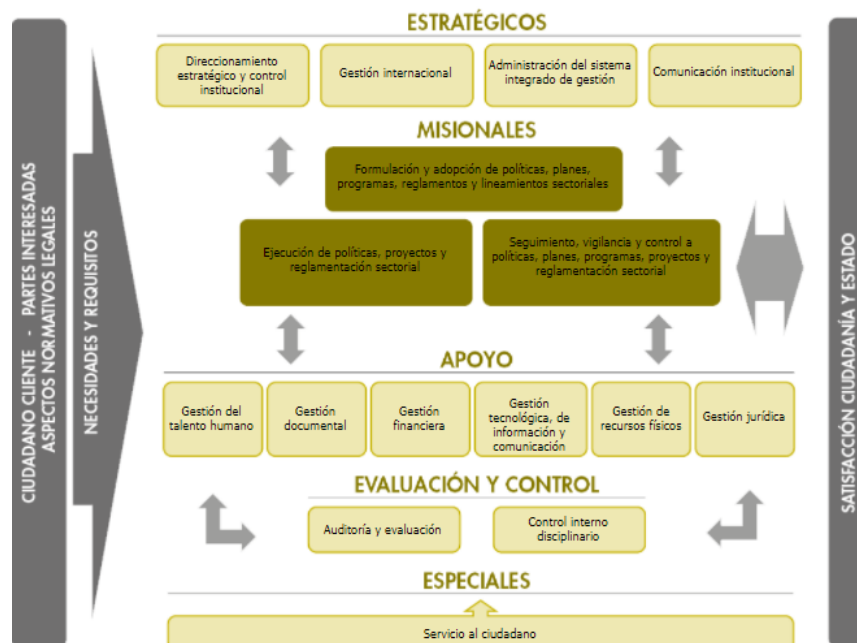 CIUDADANO CLIENTE - PARTES INTERESADAS
ASPECTOS NORMATIVOS LEGALES
NECESIDADES Y REQUISITOS
ESTRATÉGICOS
Direccionamiento
estratégico y control
institucional
Gestión internacional
Administración del sistema
integrado de gestión
Comunicación institucional
MISIONALES
Formulación y adopción de políticas, planes,
programas, reglamentos y lineamientos sectoriales
Ejecución de políticas, proyectos y
reglamentación sectorial
Seguimiento, vigilancia y control a
políticas, planes, programas, proyectos y
reglamentación sectorial
APOYO
Gestión del
talento humano
Gestión
documental
Gestión
financiera
Gestión
tecnológica, de
información y
comunicación
Gestión de
recursos físicos
Gestión jurídica
EVALUACIÓN Y CONTROL
Auditoría y evaluación
Control interno
disciplinario
ESPECIALES
Servicio al ciudadano
SATISFACCIÓN CIUDADANÍA Y ESTADO